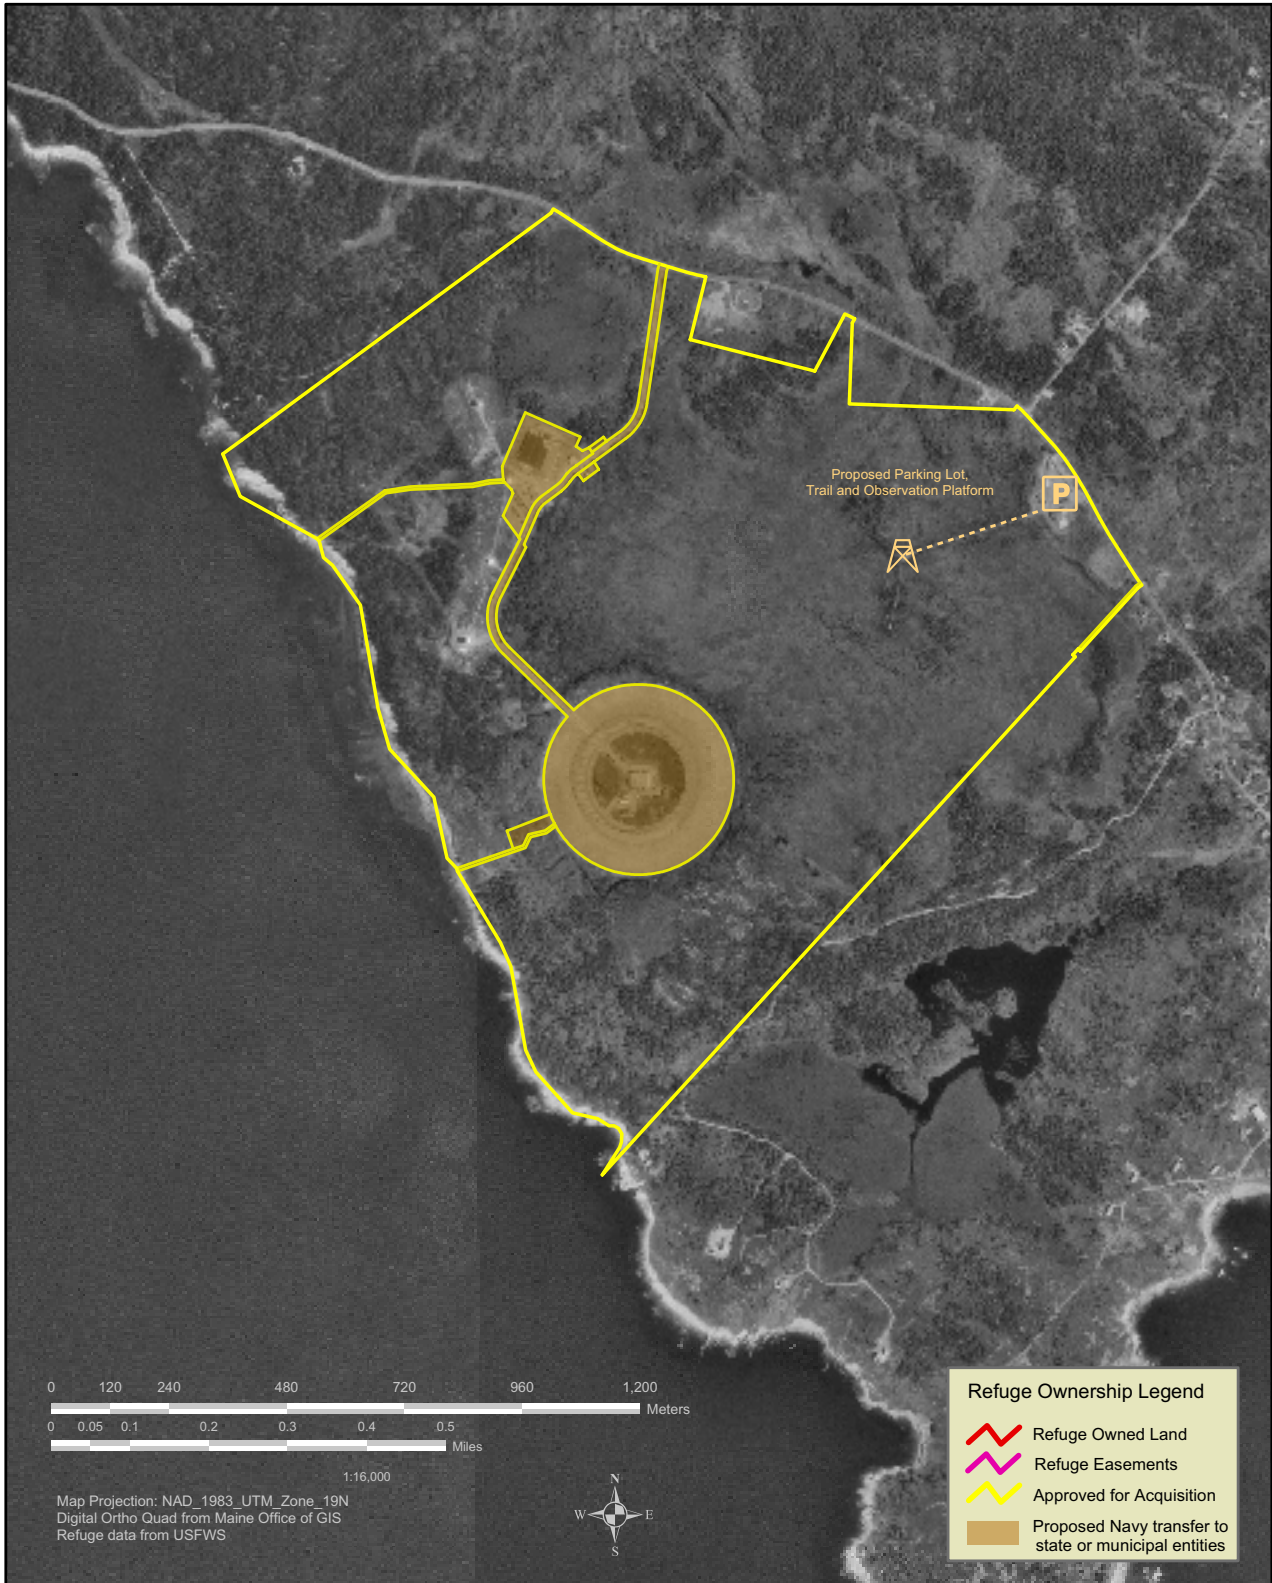 Proposed Parking Lot,
Trail and Observation Platform
P
0 120 240 480 720 960 1,200
Meters
0 0.05 0.1 0.2 0.3 0.4 0.5
Miles
1:16,000
Map Projection: NAD_1983_UTM_Zone_19N
Digital Ortho Quad from Maine Office of GIS
Refuge data from USFWS
N
W E
S
Refuge Ownership Legend
Refuge Owned Land
Refuge Easements
Approved for Acquisition
Proposed Navy transfer to
state or municipal entities